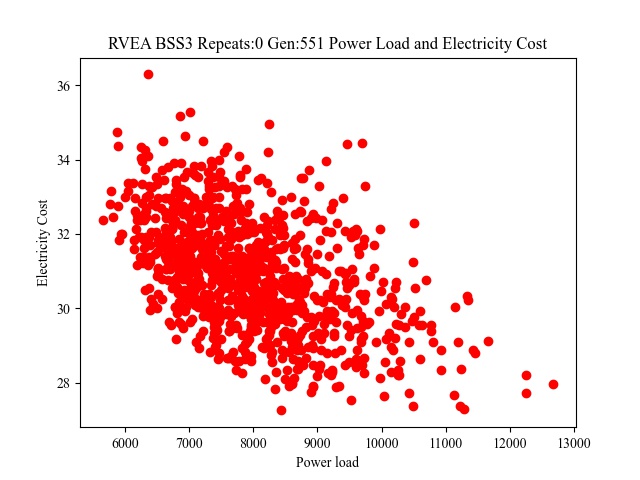 RVEA BSS3 Repeats:0 Gen:551 Power Load and Electricity Cost
36
34
32
30
28
Electricity Cost
6000 7000 8000 9000 10000 11000 12000 13000
Power load